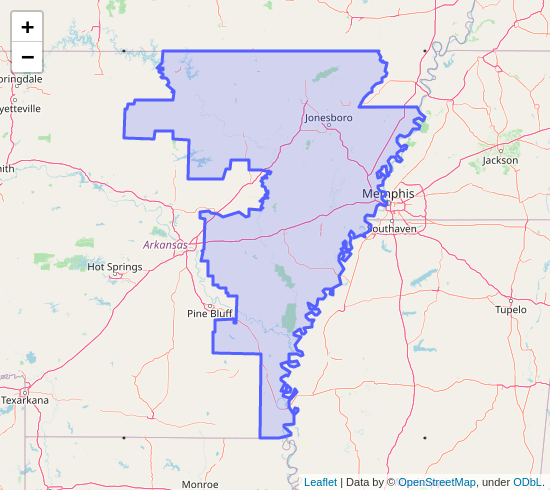 +
−
pringdale
yetteville
Jonesboro
Jackson
Memphis
Southaven
Arkansas
Hot Springs
Pine Bluff
Tupelo
Texarkana
Monroe
Leaflet | Data by © OpenStreetMap, under ODbL.